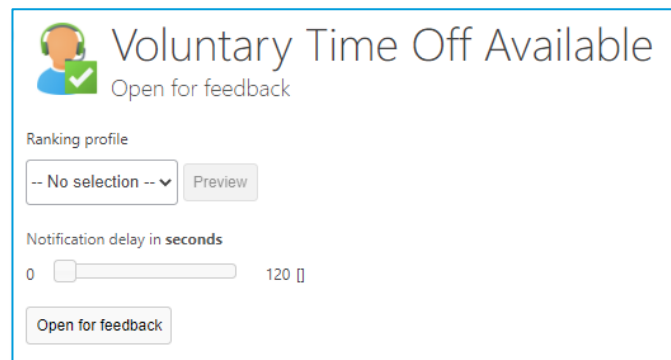 Voluntary Time Off Available
Open for feedback
Ranking profile
-- No selection -- Preview
Notification delay in seconds
0 120 []
Open for feedback